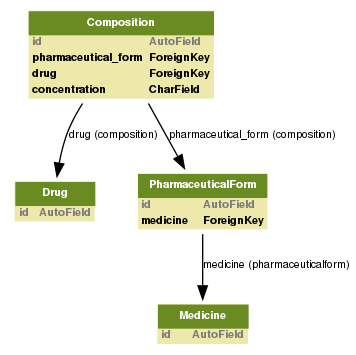 Composition
id AutoField
pharmaceutical_form ForeignKey
drug ForeignKey
concentration CharField
drug (composition) pharmaceutical_form (composition)
Drug
id AutoField
PharmaceuticalForm
id AutoField
medicine ForeignKey
medicine (pharmaceuticalform)
Medicine
id AutoField